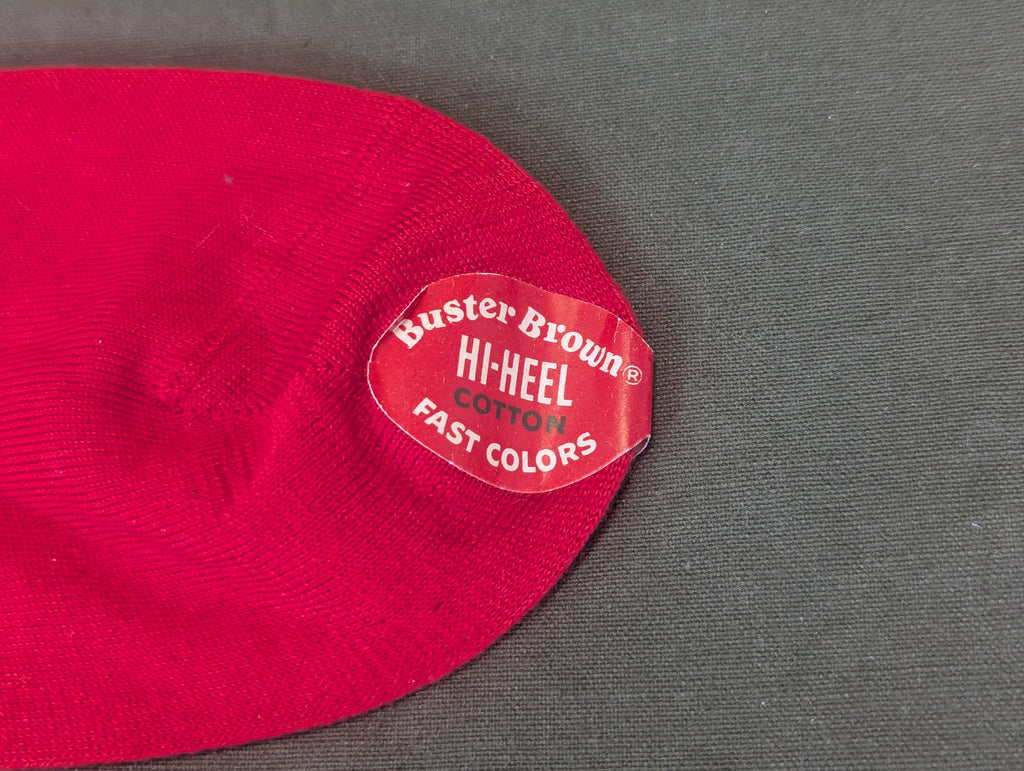 Buster Brown®
HI-HEEL
COTTON
FAST COLORS